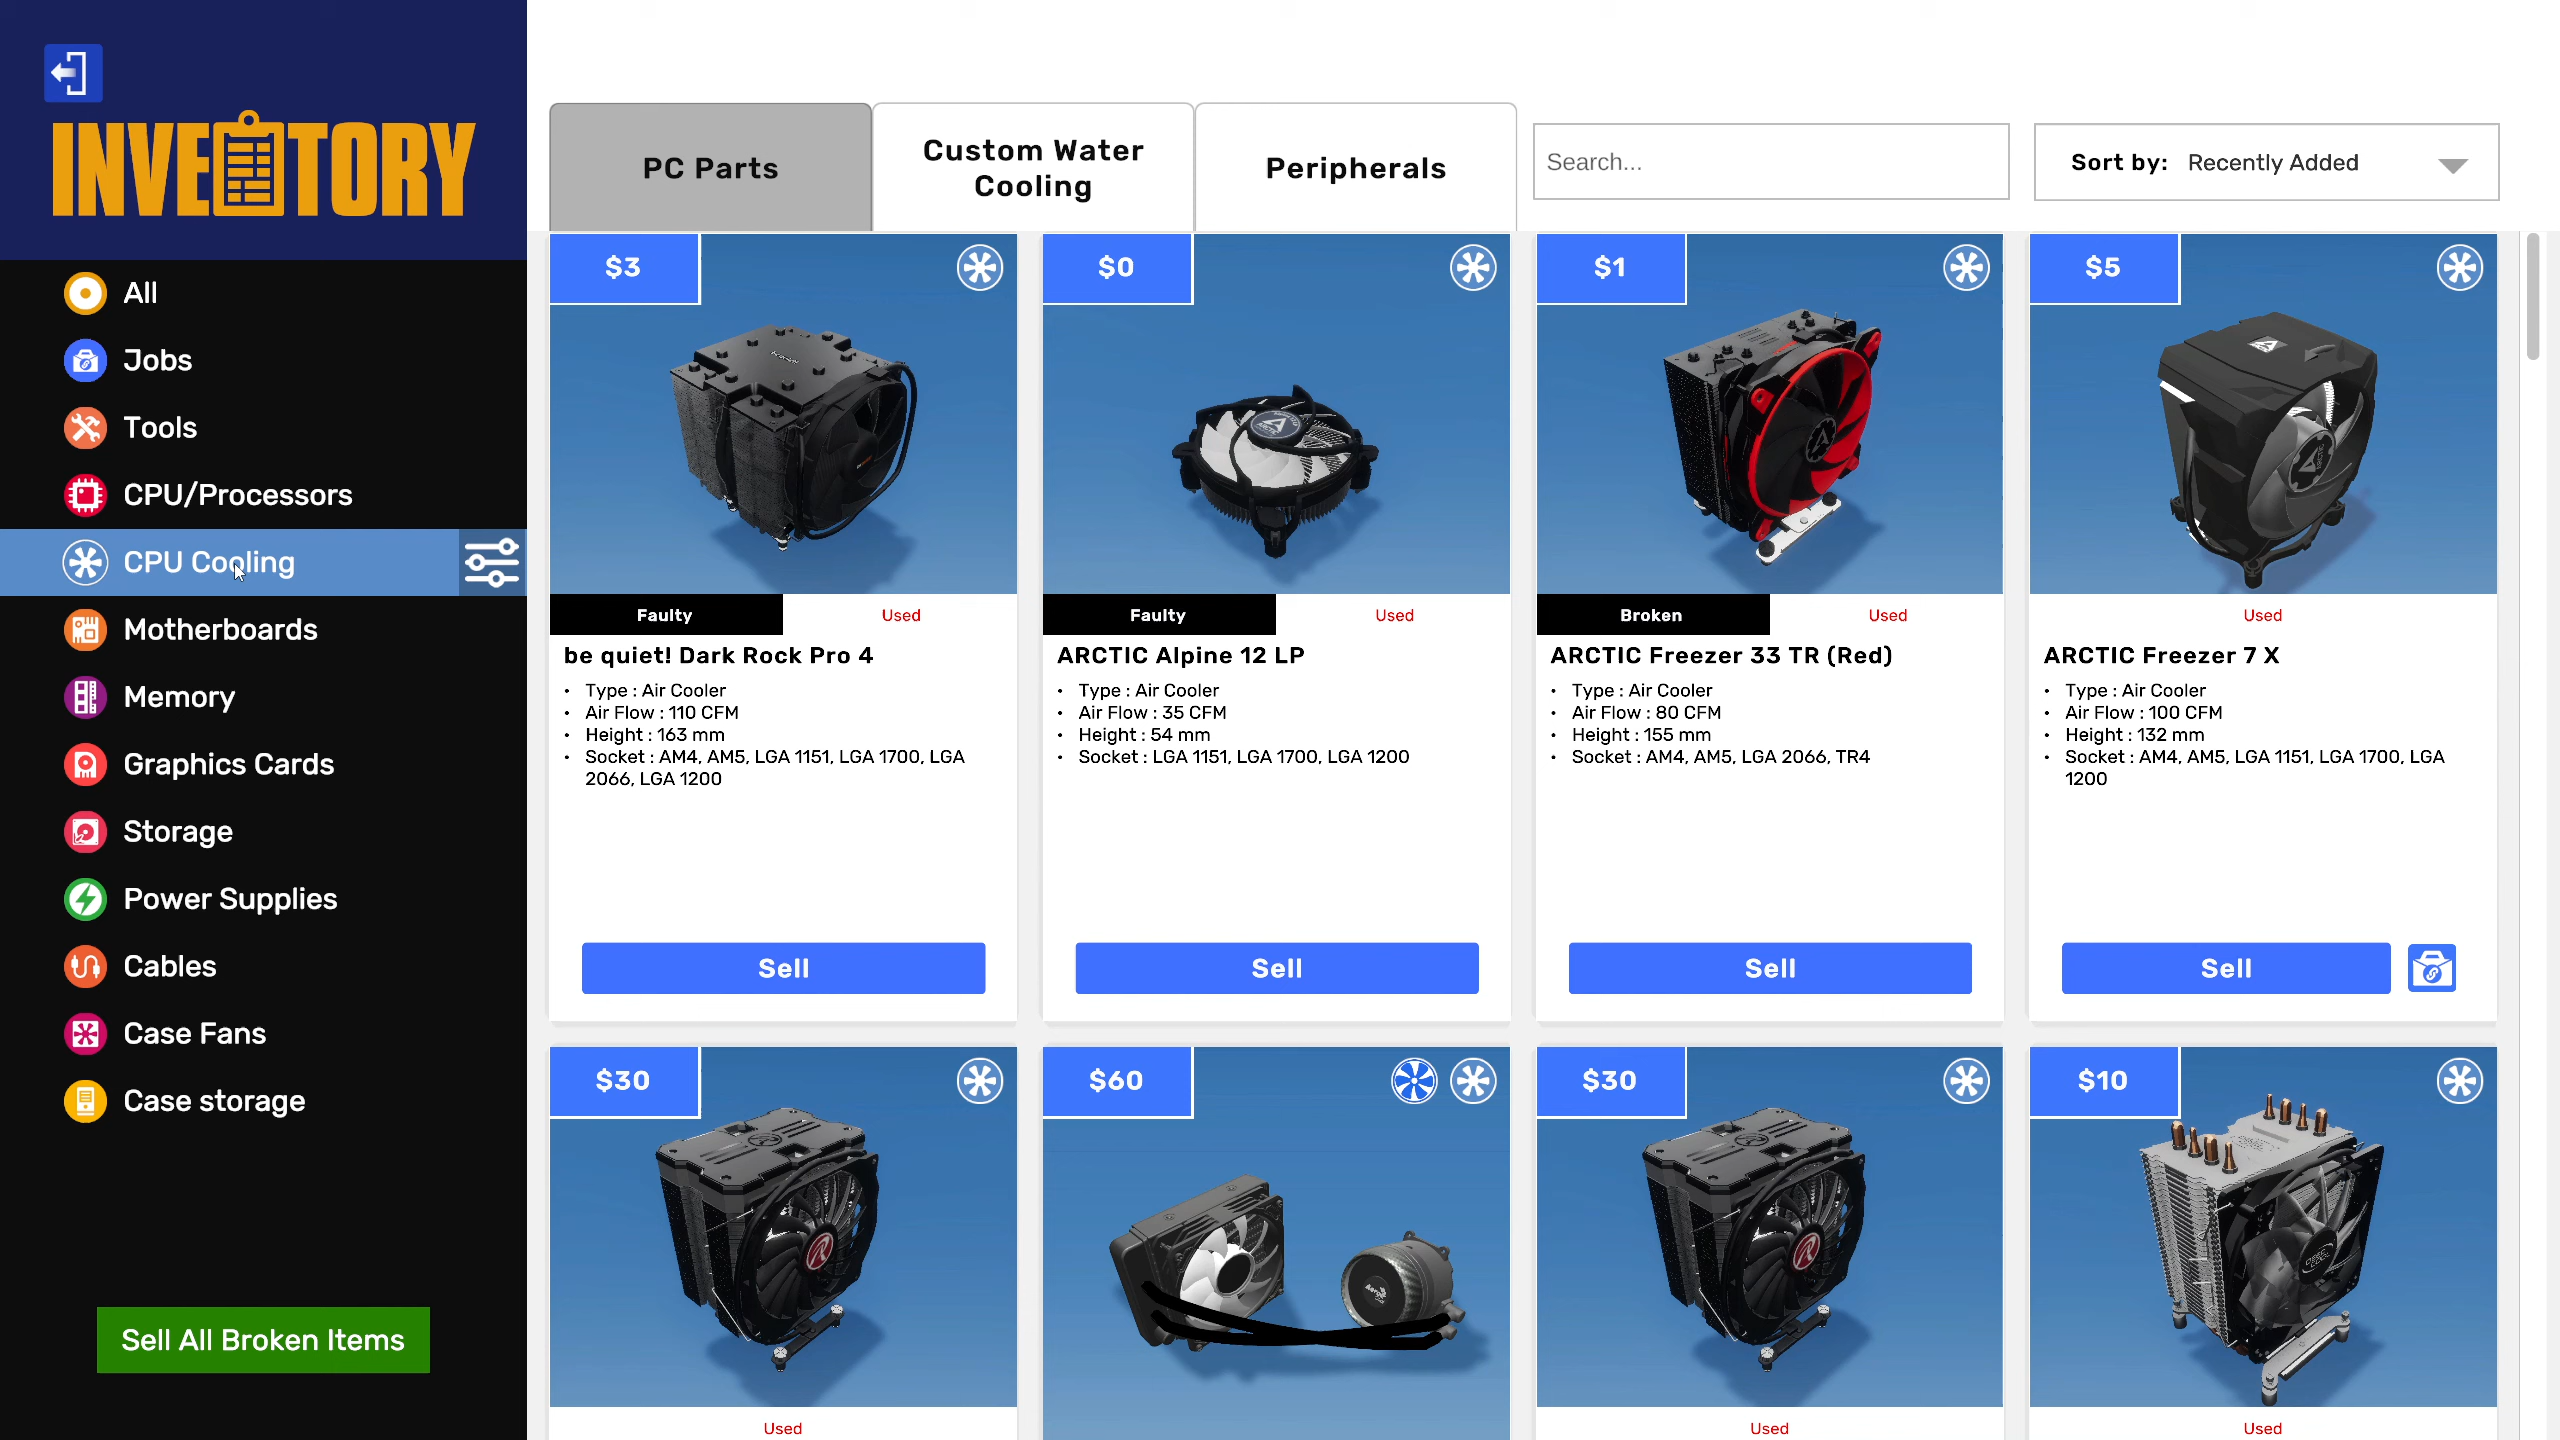 INVENTORY
All
Jobs
Tools
CPU/Processors
CPU Cooling
Motherboards
Memory
Graphics Cards
Storage
Power Supplies
Cables
Case Fans
Case storage
Sell All Broken Items
PC Parts
Custom Water
Cooling
Peripherals
Search...
Sort by: Recently Added
$3
Faulty
Used
be quiet! Dark Rock Pro 4
• Type : Air Cooler
• Air Flow : 110 CFM
• Height : 163 mm
• Socket : AM4, AM5, LGA 1151, LGA 1700, LGA
2066, LGA 1200
Sell
$0
Faulty
Used
ARCTIC Alpine 12 LP
• Type : Air Cooler
• Air Flow : 35 CFM
• Height : 54 mm
• Socket : LGA 1151, LGA 1700, LGA 1200
Sell
$1
Broken
Used
ARCTIC Freezer 33 TR (Red)
• Type : Air Cooler
• Air Flow : 80 CFM
• Height : 155 mm
• Socket : AM4, AM5, LGA 2066, TR4
Sell
$5
Used
ARCTIC Freezer 7 X
• Type : Air Cooler
• Air Flow : 100 CFM
• Height : 132 mm
• Socket : AM4, AM5, LGA 1151, LGA 1700, LGA
1200
Sell
$30
Used
$60
$30
Used
$10
Used